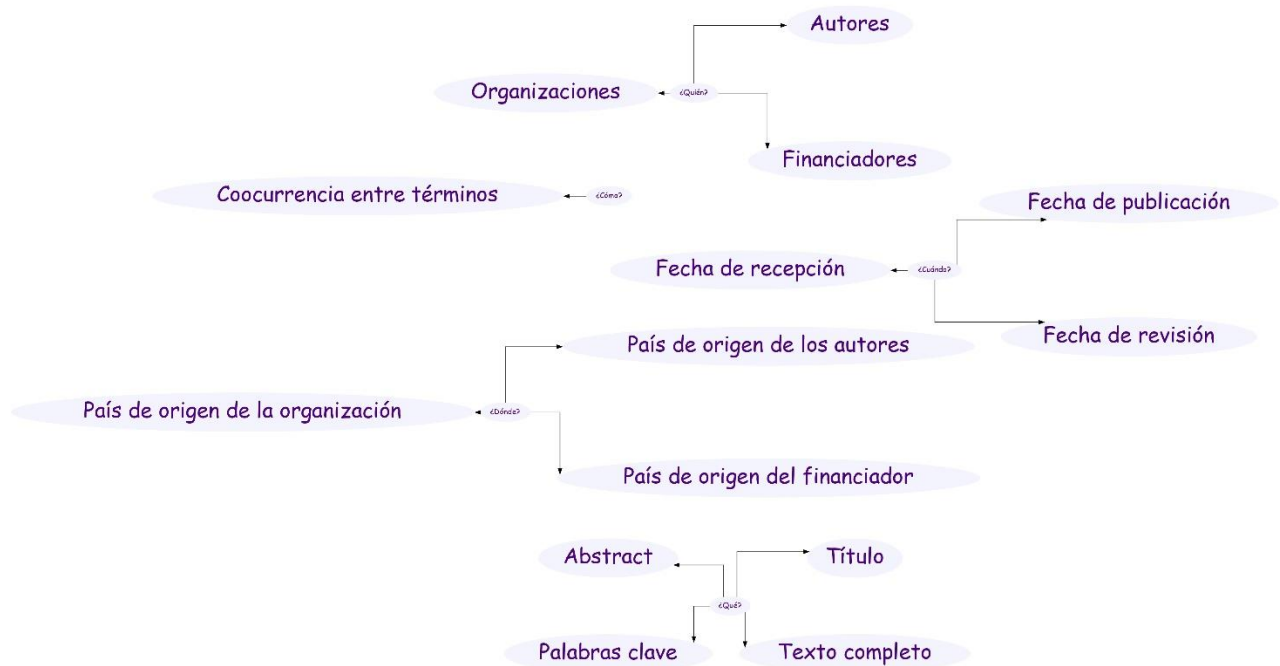 Autores
Organizaciones
¿Quién?
Financiadores
Coocurrencia entre términos
¿Cómo?
Fecha de publicación
Fecha de recepción
¿Cuándo?
Fecha de revisión
País de origen de los autores
País de origen de la organización
¿Dónde?
País de origen del financiador
Abstract
Título
¿Qué?
Palabras clave
Texto completo